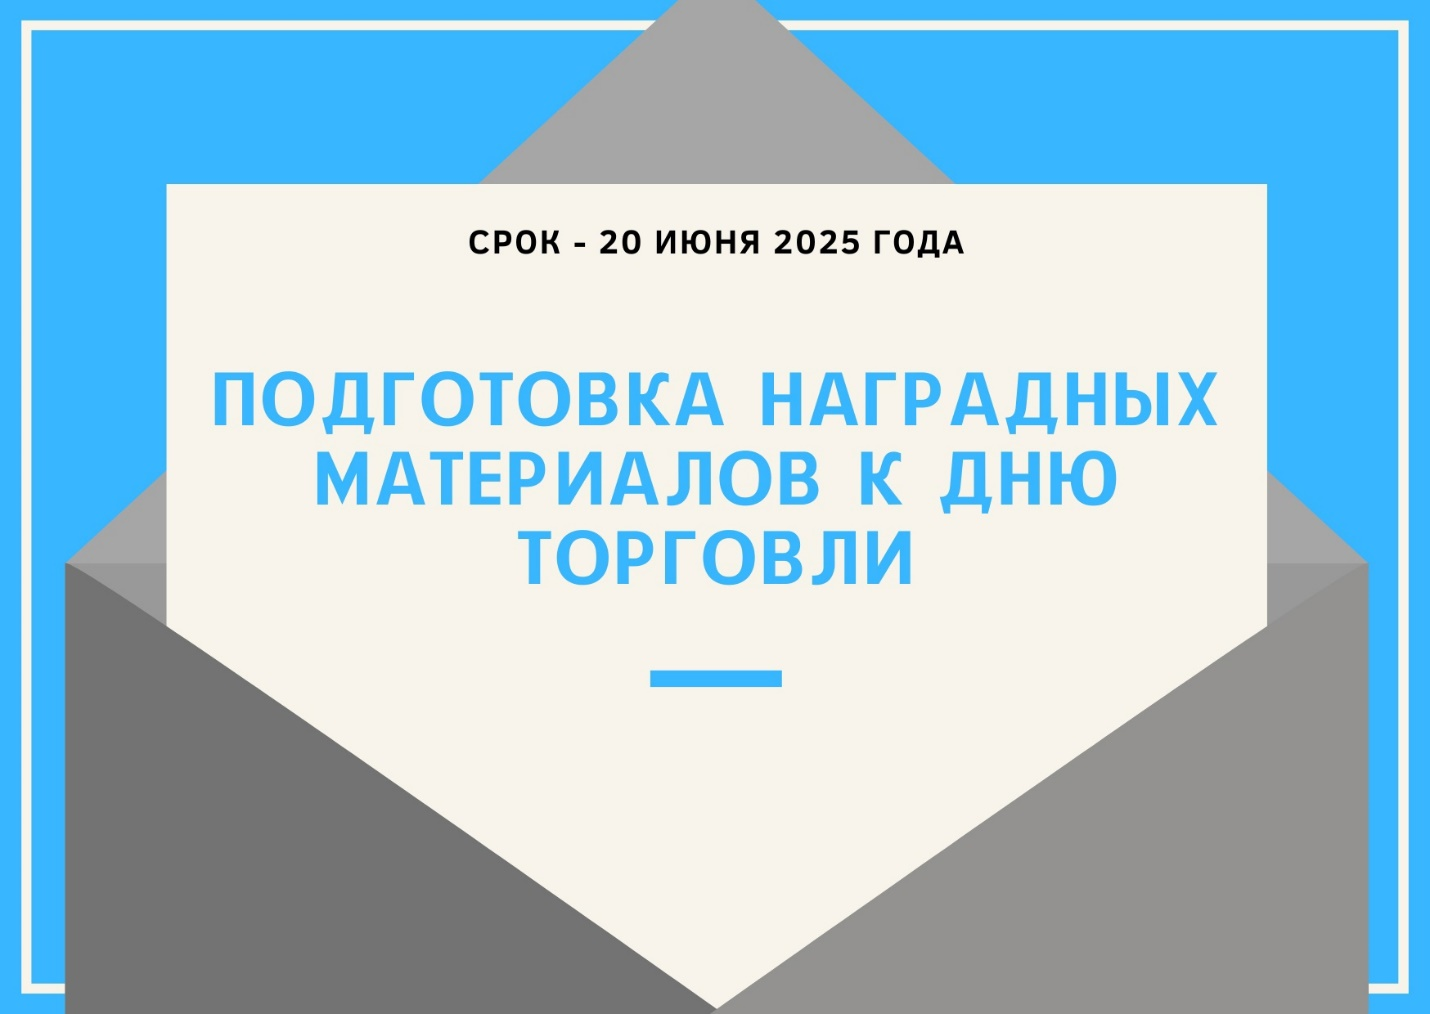 СРОК - 20 ИЮНЯ 2025 ГОДА
ПОДГОТОВКА НАГРАДНЫХ
МАТЕРИАЛОВ К ДНЮ
ТОРГОВЛИ